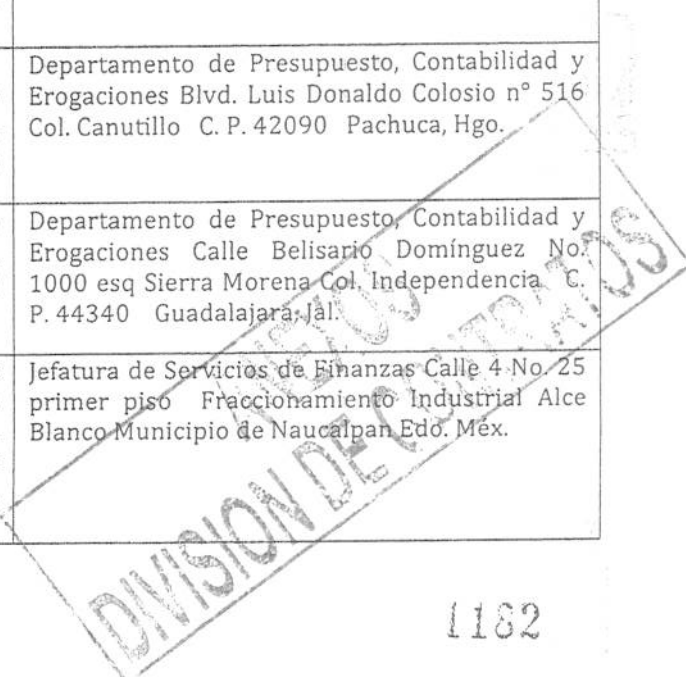 Departamento de Presupuesto, Contabilidad y
Erogaciones Blvd. Luis Donaldo Colosio n° 516
Col. Canutillo C. P. 42090 Pachuca, Hgo.
Departamento de Presupuesto, Contabilidad y
Erogaciones Calle Belisario Domínguez No.
1000 esq Sierra Morena Col. Independencia C.
P. 44340 Guadalajara, Jal.
Jefatura de Servicios de Finanzas Calle 4 No. 25
primer piso Fraccionamiento Industrial Alce
Blanco Municipio de Naucalpan Edo. Méx.
ANEXOS
DIVISION DE CONTRATOS
1182